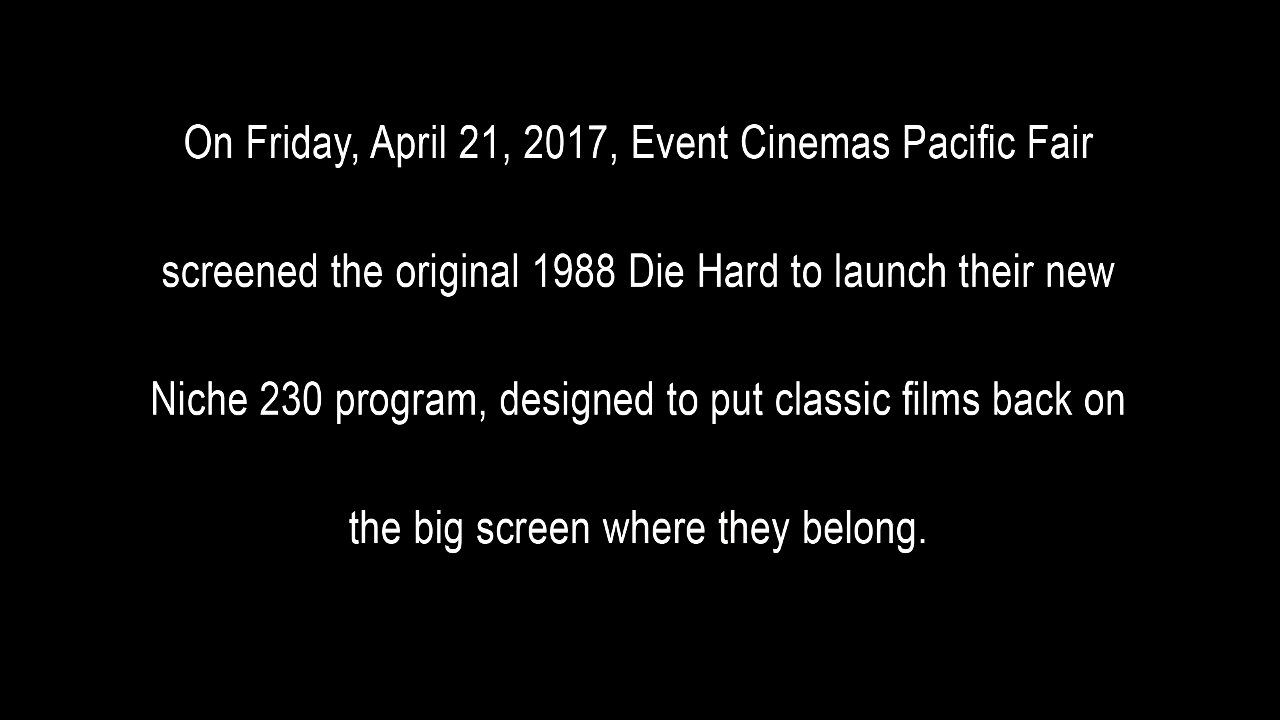 On Friday, April 21, 2017, Event Cinemas Pacific Fair
screened the original 1988 Die Hard to launch their new
Niche 230 program, designed to put classic films back on
the big screen where they belong.